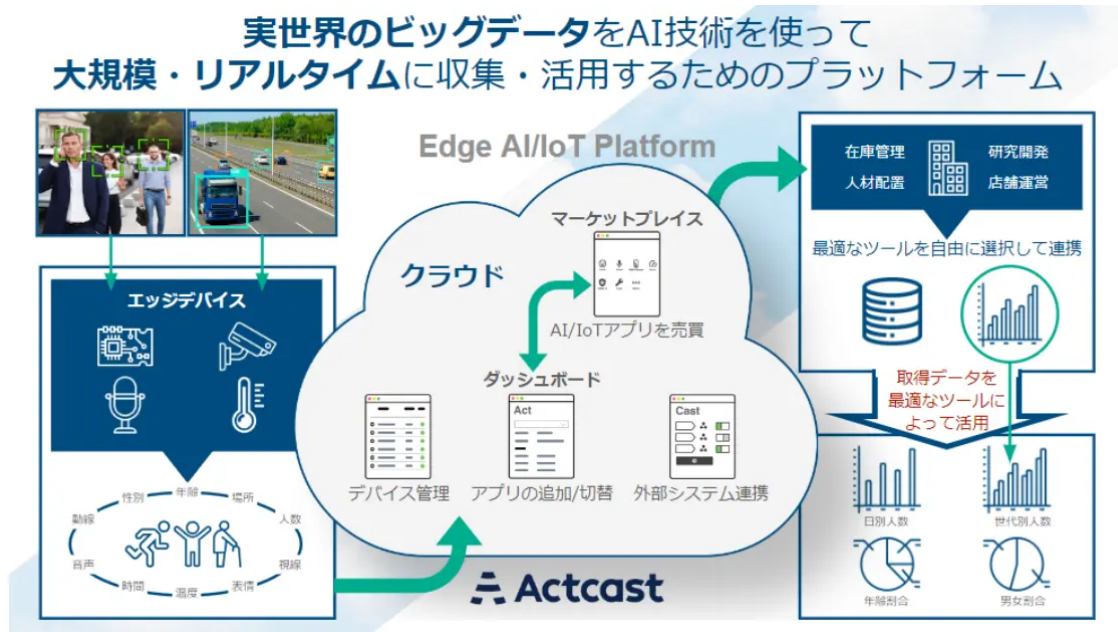 実世界のビッグデータをAI技術を使って
大規模・リアルタイムに収集・活用するためのプラットフォーム
Edge AI/IoT Platform
エッジデバイス
性別
年齢
場所
動線
人数
音声
視線
時間
温度
表情
クラウド
マーケットプレイス
AI/IoTアプリを売買
ダッシュボード
Act
Cast
デバイス管理
アプリの追加/切替
外部システム連携
Actcast
在庫管理
研究開発
人材配置
店舗運営
最適なツールを自由に選択して連携
取得データを
最適なツールに
よって活用
日別人数
世代別人数
年齢割合
男女割合